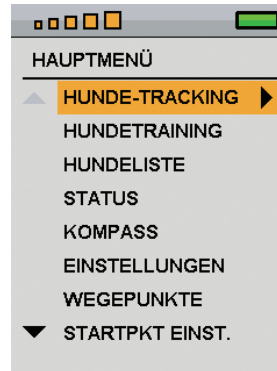 HAUPTMENÜ
HUNDE-TRACKING
HUNDETRAINING
HUNDELISTE
STATUS
KOMPASS
EINSTELLUNGEN
WEGEPUNKTE
STARTPKT EINST.